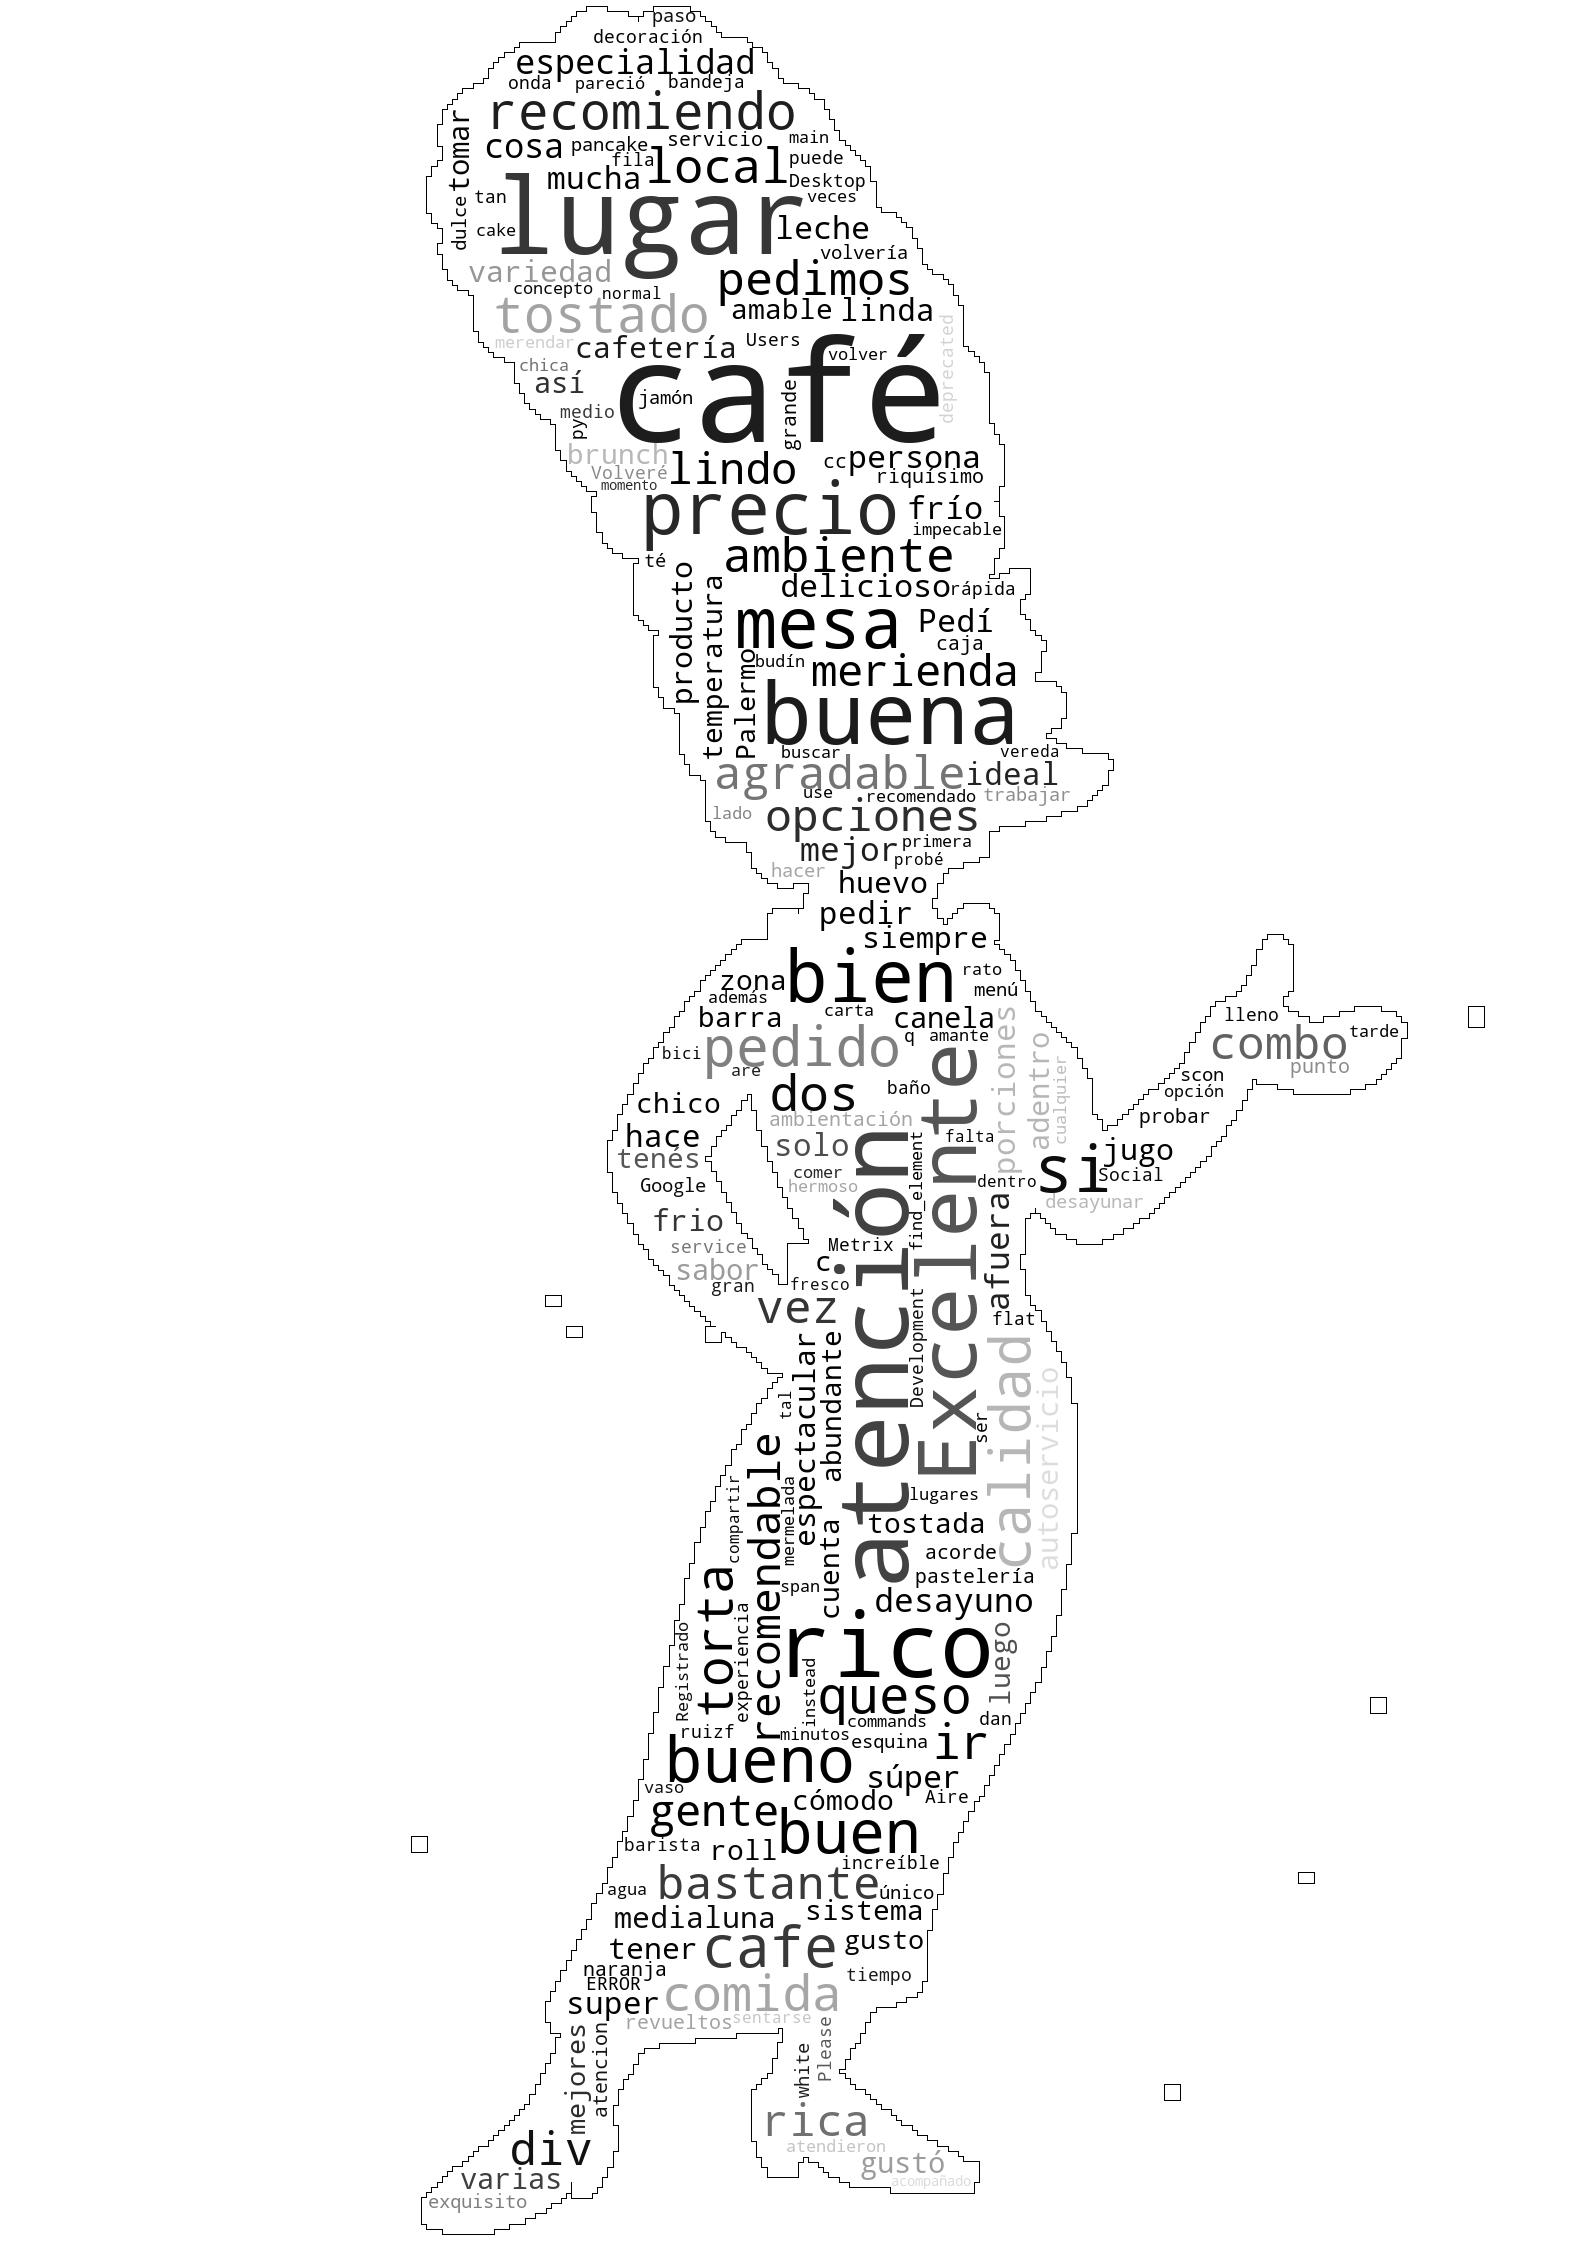 paso
decoración
especialidad
onda pareció bandeja
recomiendo
tomar
cosa pancake servicio main
fila local puede
mucha Desktop
lugar
tan veces
dulce
cake leche
volvería
variedad pedimos
concepto normal
tostado amable linda
merendar cafetería Users
deprecated
chica café volver
así jamón grande
medio
py
brunch lindo cc persona
Volveré riquísimo
momento precio frío
impecable
ambiente
té
producto delicioso rápida
temperatura mesa Pedí
caja
Palermo budín merienda
buena
buscar vereda
agradable ideal
use recomendado trabajar
lado opciones
mejor primera
probé
hacer huevo
pedir
siempre
zona bien rato
menú
además
barra carta canela
pedido q amante
bici
are
dos baño
chico
ambientación
porciones
adentro
cualquier
lleno
combo tarde
punto
scon
opción
probar
hace solo falta
tenés
jugo
si Social
comer
hermoso dentro
Google
desayunar
find_element
atención
Excelente
afuera
frio
service Metrix
c
sabor
gran fresco
vez flat
Development
calidad
autoservicio
espectacular
abundante
tal
ser
recomendable
compartir
mermelada
lugares
cuenta tostada
acorde
pastelería
span desayuno
torta
experiencia
Registrado
rico
luego
instead
queso
ruizf minutos commands dan
esquina ir
bueno
súper
vaso
gente cómodo Aire
buen
barista roll
increíble
bastante
agua único
medialuna sistema
tener cafe gusto
naranja
ERROR tiempo
super comida
revueltos sentarse
mejores
atencion
white
Please
rica
div atendieron
gustó
varias acompañado
exquisito